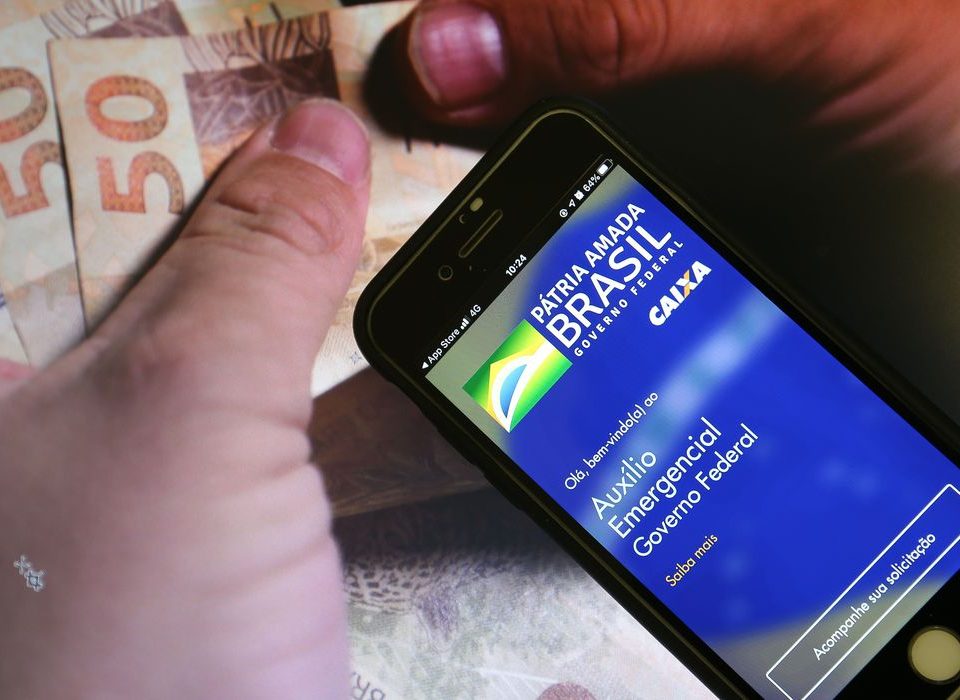 50
50
App Store 4G
10:24
64%
PÁTRIA AMADA
BRASIL
GOVERNO FEDERAL
CAIXA
Olá, bem-vindo(a) ao
Auxílio
Emergencial
Governo Federal
Saiba mais
Acompanhe sua solicitação